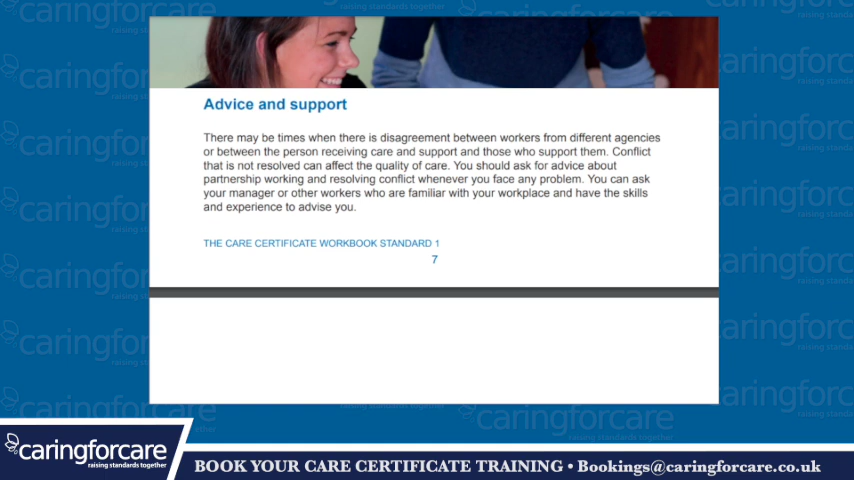 Advice and support
There may be times when there is disagreement between workers from different agencies
or between the person receiving care and support and those who support them. Conflict
that is not resolved can affect the quality of care. You should ask for advice about
partnership working and resolving conflict whenever you face any problem. You can ask
your manager or other workers who are familiar with your workplace and have the skills
and experience to advise you.
THE CARE CERTIFICATE WORKBOOK STANDARD 1
7
caringforcare
raising standards together
BOOK YOUR CARE CERTIFICATE TRAINING • Bookings@caringforcare.co.uk